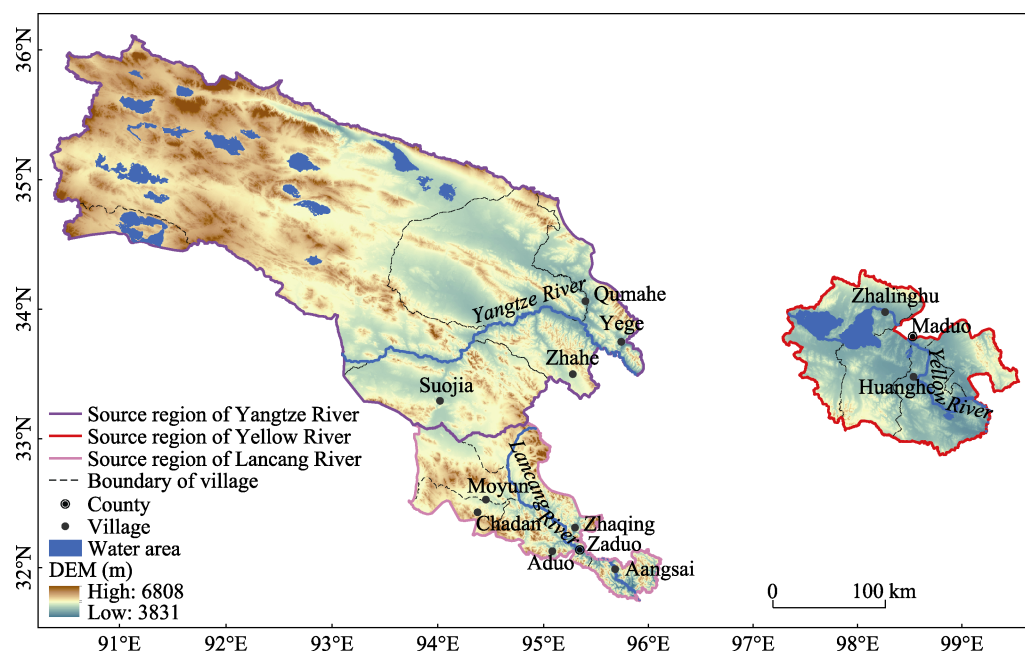 36°N
35°N
34°N
33°N
32°N
Yangtze River
Qumahe
Yege
Zhahe
Suojia
Zhalinghu
Maduo
Huanghe
Yellow River
Lancang River
Moyun
Chadan
Zhaqing
Zaduo
Aduo
Aangsai
Source region of Yangtze River
Source region of Yellow River
Source region of Lancang River
Boundary of village
County
Village
Water area
DEM (m)
High: 6808
Low: 3831
0 100 km
91°E 92°E 93°E 94°E 95°E 96°E 97°E 98°E 99°E